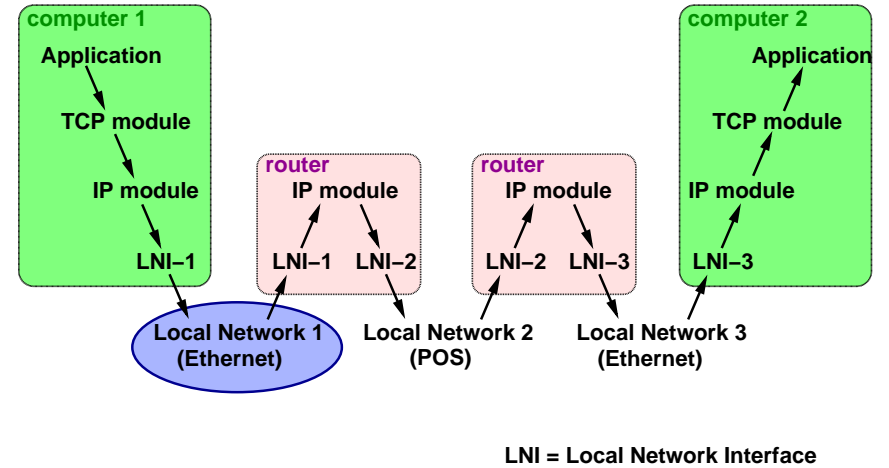 computer 1
Application
TCP module
IP module
LNI–1
router
IP module
LNI–1 LNI–2
router
IP module
LNI–2 LNI–3
computer 2
Application
TCP module
IP module
LNI–3
Local Network 1
(Ethernet)
Local Network 2
(POS)
Local Network 3
(Ethernet)
LNI = Local Network Interface